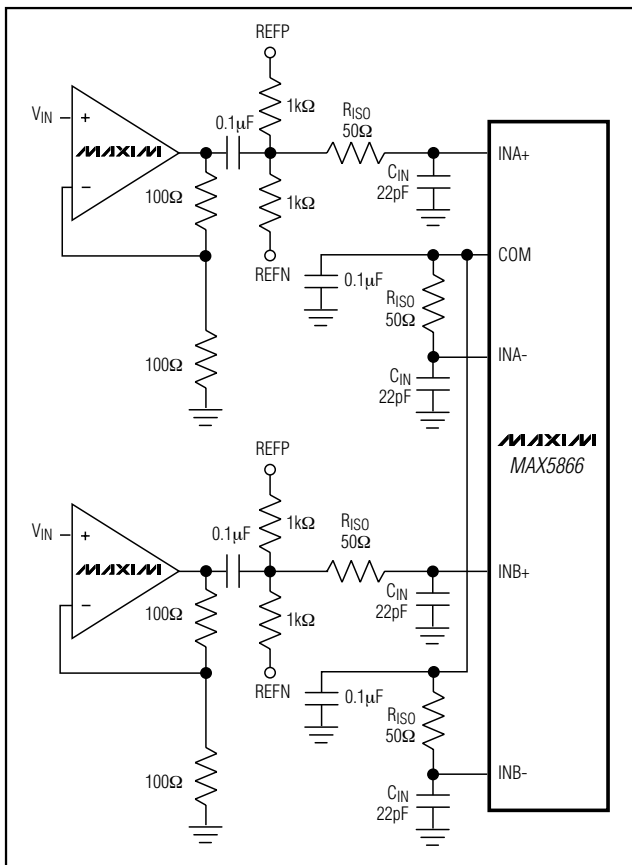 REFP
VIN
+
MAXIM
−
0.1µF
1kΩ
RISO
50Ω
INA+
100Ω
1kΩ
CIN
22pF
REFN
COM
0.1µF
RISO
50Ω
100Ω
INA-
CIN
22pF
MAXIM
MAX5866
REFP
VIN
+
MAXIM
−
0.1µF
1kΩ
RISO
50Ω
INB+
100Ω
1kΩ
CIN
22pF
REFN
0.1µF
RISO
50Ω
100Ω
INB-
CIN
22pF